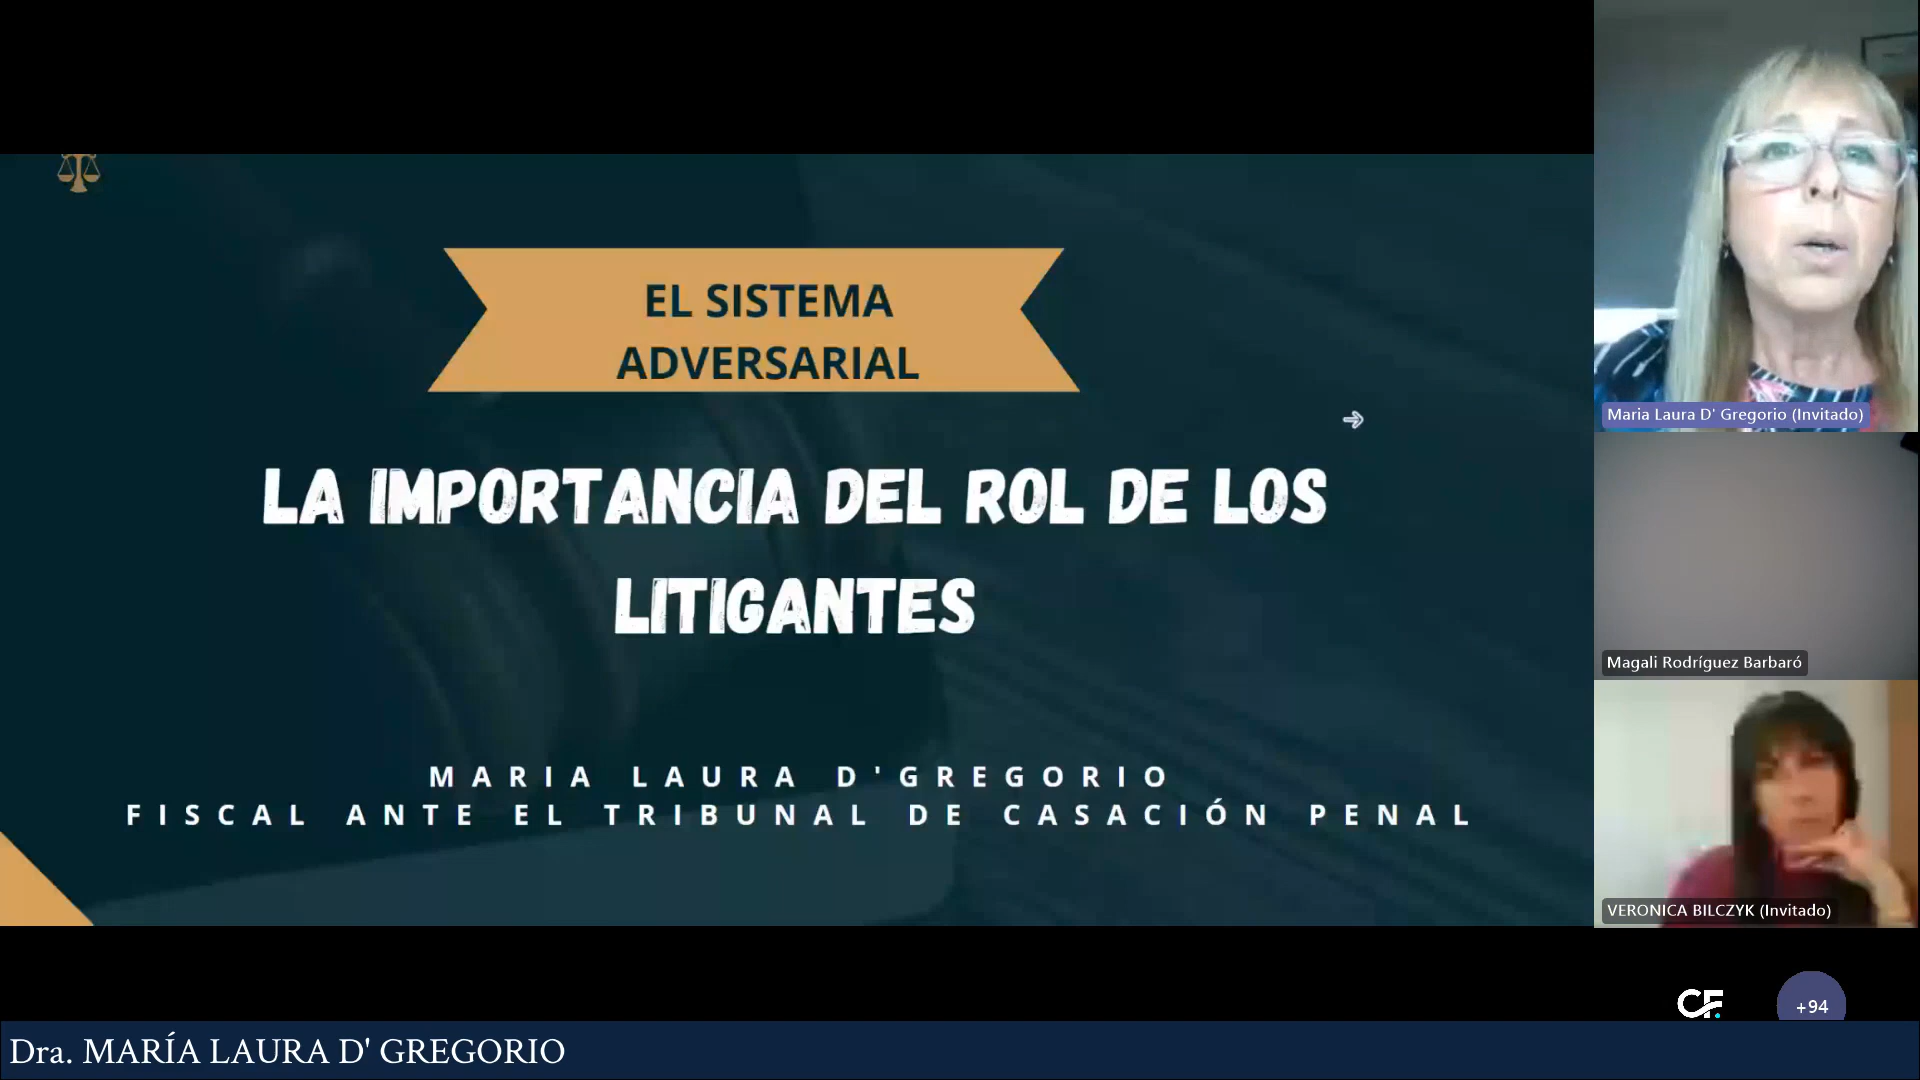 EL SISTEMA
ADVERSARIAL
LA IMPORTANCIA DEL ROL DE LOS
LITIGANTES
MARIA LAURA D'GREGORIO
FISCAL ANTE EL TRIBUNAL DE CASACIÓN PENAL
Maria Laura D' Gregorio (Invitado)
Magali Rodríguez Barbaró
VERONICA BILCZYK (Invitado)
CF
+94
Dra. MARÍA LAURA D' GREGORIO